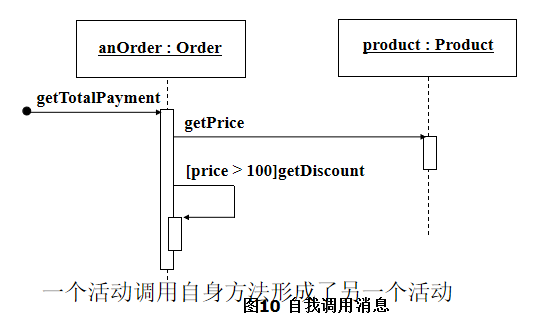 anOrder : Order
product : Product
getTotalPayment
getPrice
[price > 100]getDiscount
一个活动调用自身方法形成了另一个活动
图10 自我调用消息